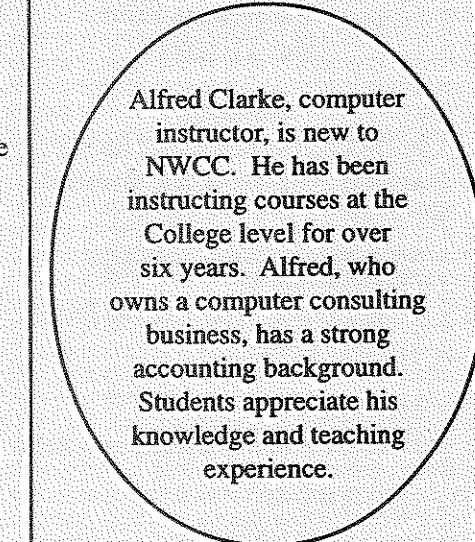 Alfred Clarke, computer
instructor, is new to
NWCC. He has been
instructing courses at the
College level for over
six years. Alfred, who
owns a computer consulting
business, has a strong
accounting background.
Students appreciate his
knowledge and teaching
experience.